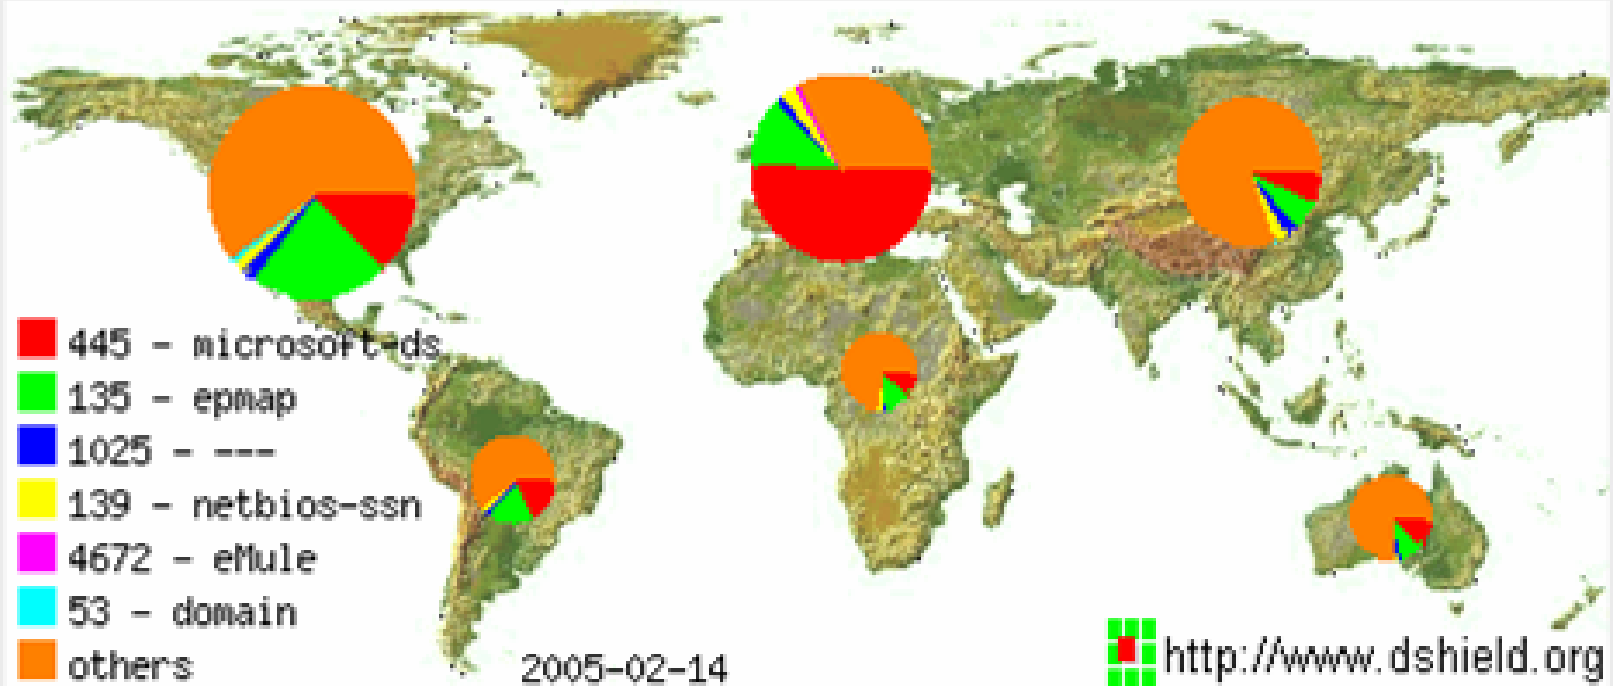 445 - microsoft-ds
135 - epmap
1025 - ---
139 - netbios-ssn
4672 - eMule
53 - domain
others
2005-02-14
http://www.dshield.org